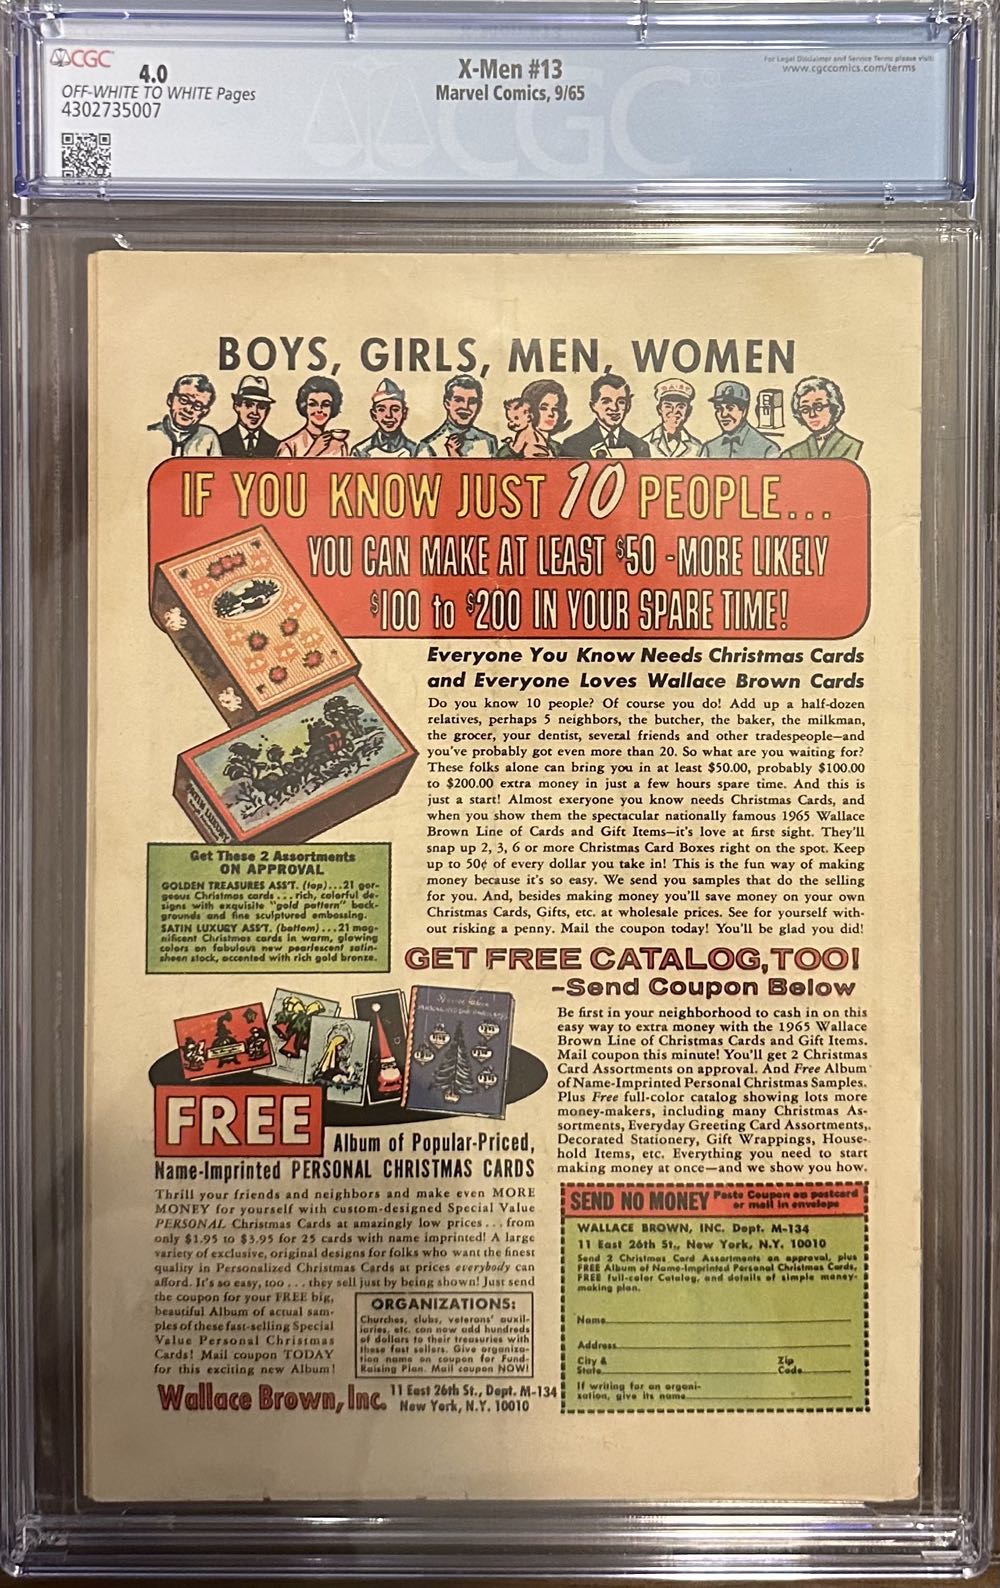 CGC
4.0
OFF-WHITE TO WHITE Pages
4302735007
X-Men #13
Marvel Comics, 9/65
For Legal Disclaimer and Service Terms please visit:
www.cgccomics.com/terms
CGC
BOYS, GIRLS, MEN, WOMEN
DAIRY
IF YOU KNOW JUST 10 PEOPLE...
YOU CAN MAKE AT LEAST $50 - MORE LIKELY
$100 to $200 IN YOUR SPARE TIME!
Everyone You Know Needs Christmas Cards
and Everyone Loves Wallace Brown Cards
Do you know 10 people? Of course you do! Add up a half-dozen
relatives, perhaps 5 neighbors, the butcher, the baker, the milkman,
the grocer, your dentist, several friends and other tradespeople—and
you've probably got even more than 20. So what are you waiting for?
These folks alone can bring you in at least $50.00, probably $100.00
to $200.00 extra money in just a few hours spare time. And this is
just a start! Almost exeryone you know needs Christmas Cards, and
when you show them the spectacular nationally famous 1965 Wallace
Brown Line of Cards and Gift Items—it's love at first sight. They'll
snap up 2, 3, 6 or more Christmas Card Boxes right on the spot. Keep
up to 50¢ of every dollar you take in! This is the fun way of making
money because it's so easy. We send you samples that do the selling
for you. And, besides making money you'll save money on your own
Christmas Cards, Gifts, etc. at wholesale prices. See for yourself with-
out risking a penny. Mail the coupon today! You'll be glad you did!
SATIN LUXURY
Get These 2 Assortments
ON APPROVAL
GOLDEN TREASURES ASS'T. (top)...21 gor-
geous Christmas cards...rich, colorful de-
signs with exquisite "gold pattern" back-
grounds and fine sculptured embossing.
SATIN LUXURY ASS'T. (bottom)...21 mag-
nificent Christmas cards in warm, glowing
colors on fabulous new pearlescent satin-
sheen stock, accented with rich gold bronze.
GET FREE CATALOG, TOO!
-Send Coupon Below
Be first in your neighborhood to cash in on this
easy way to extra money with the 1965 Wallace
Brown Line of Christmas Cards and Gift Items.
Mail coupon this minute! You'll get 2 Christmas
Card Assortments on approval. And Free Album
of Name-Imprinted Personal Christmas Samples.
Plus Free full-color catalog showing lots more
money-makers, including many Christmas As-
sortments, Everyday Greeting Card Assortments,
Decorated Stationery, Gift Wrappings, House-
hold Items, etc. Everything you need to start
making money at once—and we show you how.
FREE
Album of Popular-Priced,
Name-Imprinted PERSONAL CHRISTMAS CARDS
Thrill your friends and neighbors and make even MORE
MONEY for yourself with custom-designed Special Value
PERSONAL Christmas Cards at amazingly low prices...from
only $1.95 to $3.95 for 25 cards with name imprinted! A large
variety of exclusive, original designs for folks who want the finest
quality in Personalized Christmas Cards at prices everybody can
afford. It's so easy, too...they sell just by being shown! Just send
the coupon for your FREE big,
beautiful Album of actual sam-
ples of these fast-selling Special
Value Personal Christmas
Cards! Mail coupon TODAY
for this exciting new Album!
ORGANIZATIONS:
Churches, clubs, veterans' auxil-
iaries, etc. can now add hundreds
of dollars to their treasuries with
these fast sellers. Give organiza-
tion name on coupon for Fund-
Raising Plan. Mail coupon NOW!
Wallace Brown, Inc. 11 East 26th St., Dept. M-134
New York, N.Y. 10010
SEND NO MONEY Paste Coupon on postcard
or mail in envelope
WALLACE BROWN, INC. Dept. M-134
11 East 26th St., New York, N.Y. 10010
Send 2 Christmas Card Assortments on approval, plus
FREE Album of Name-Imprinted Personal Christmas Cards,
FREE full-color Catalog, and details of simple money-
making plan.
Name
Address
City &
State
Zip
Code
If writing for an organi-
zation, give its name